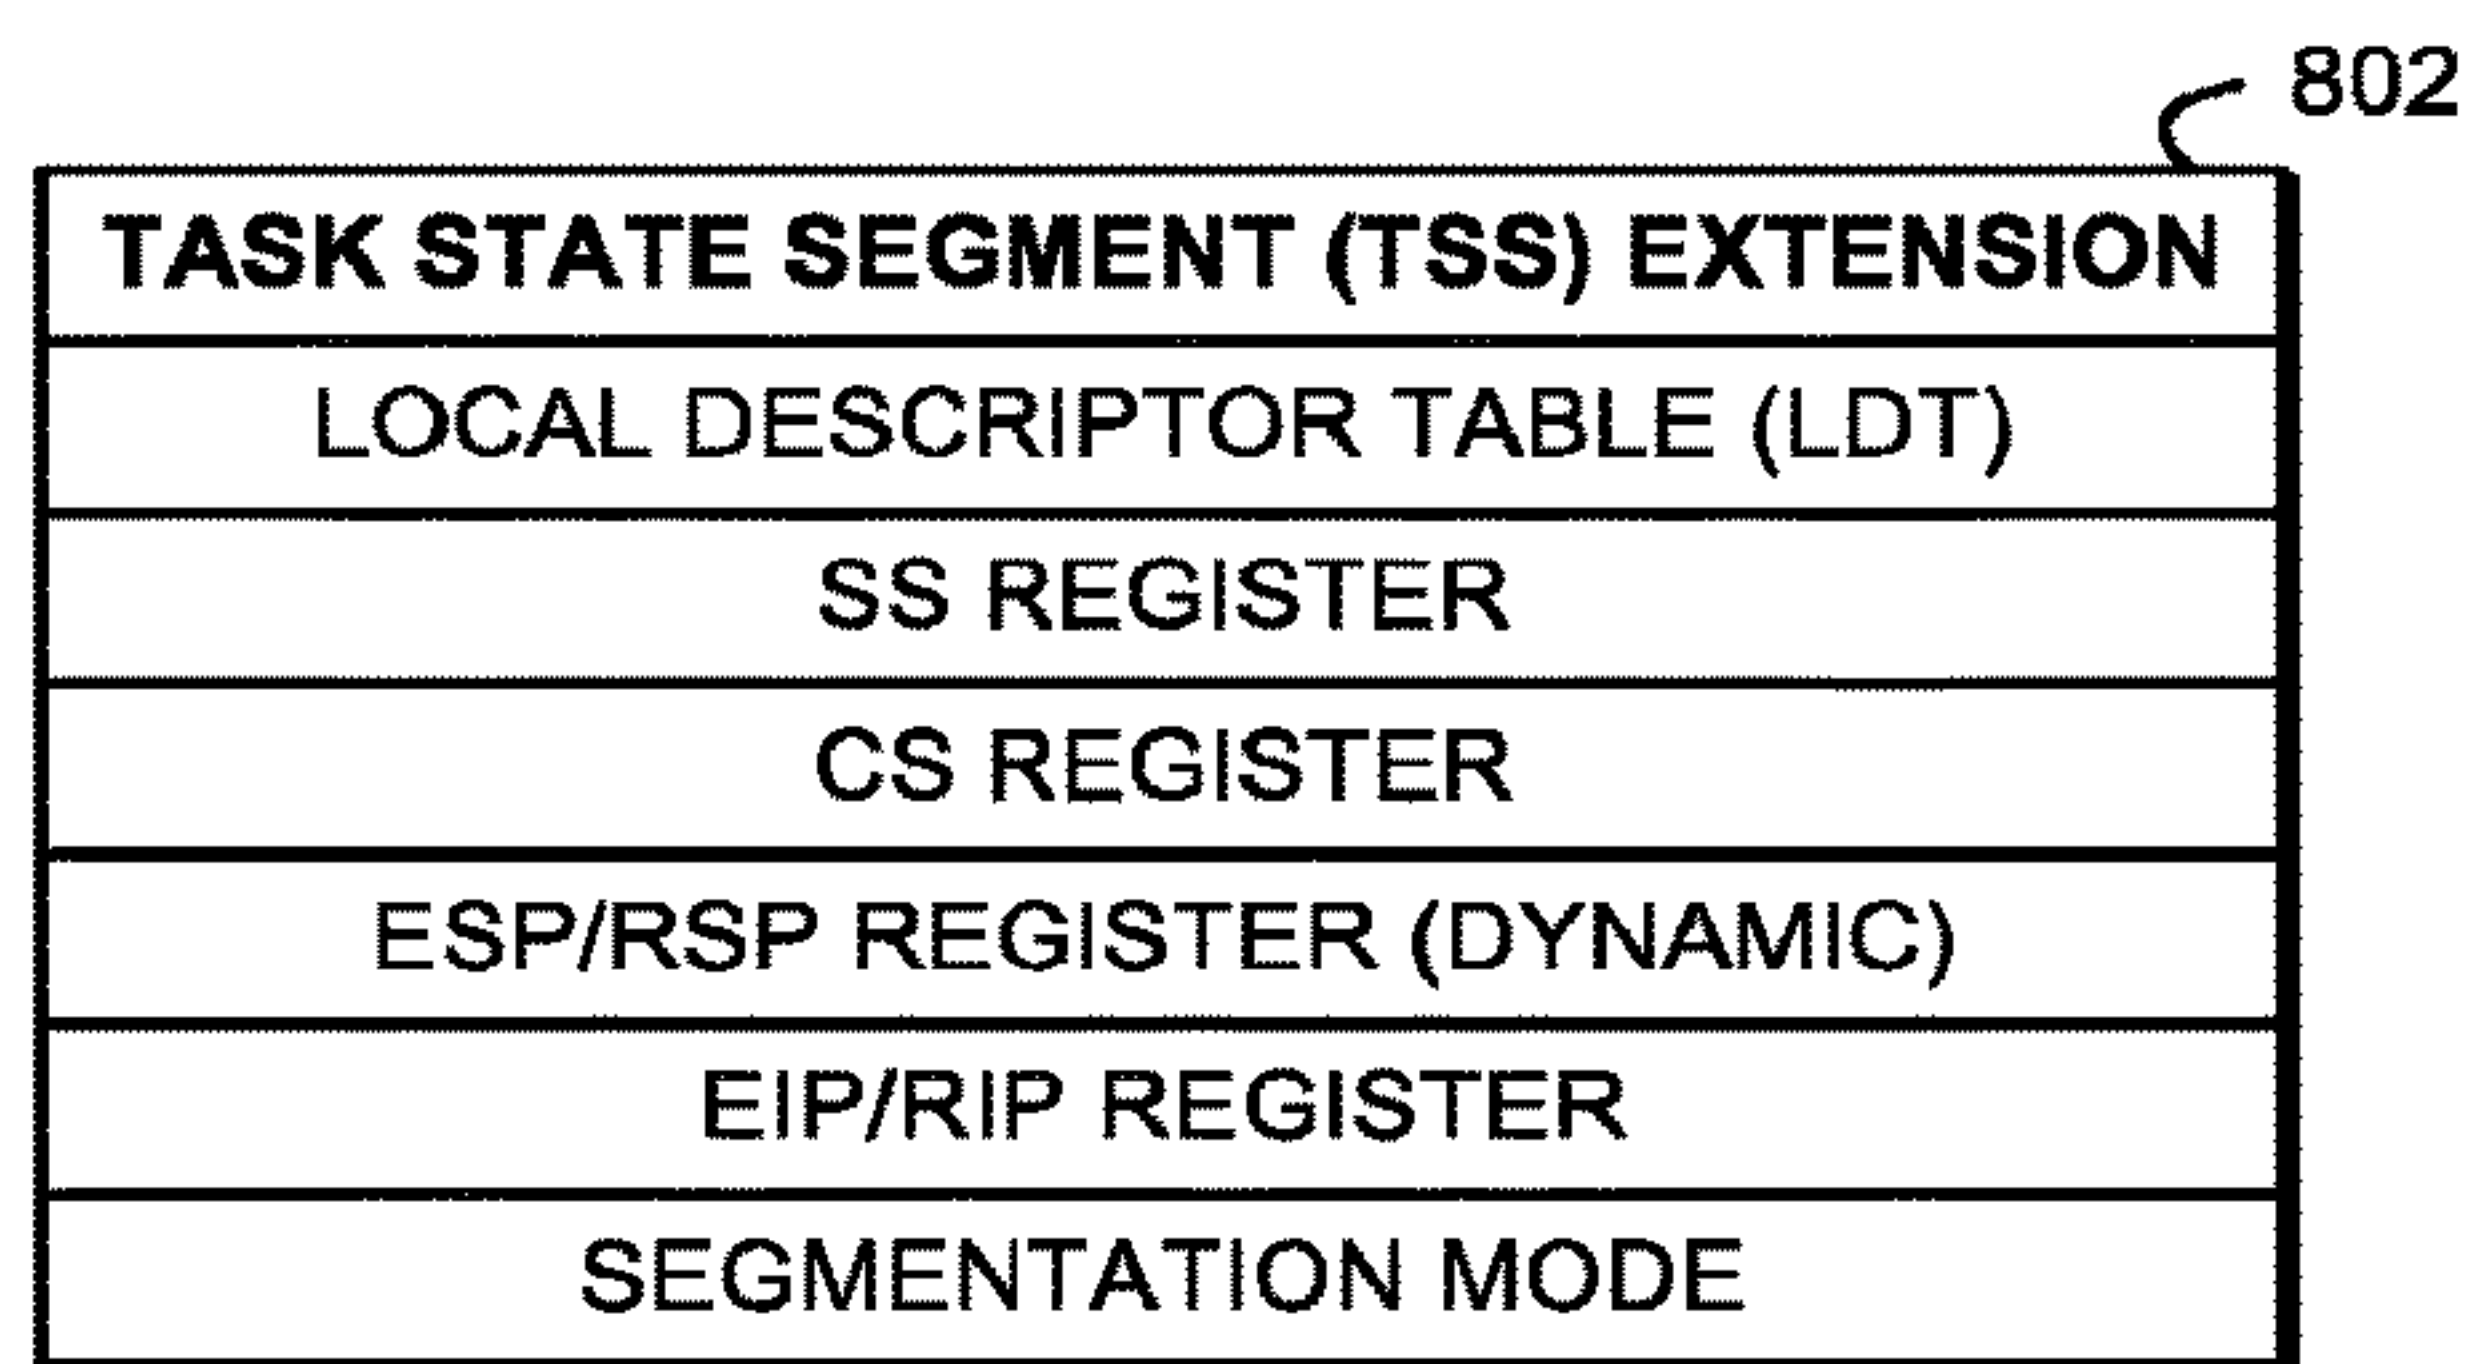 802
TASK STATE SEGMENT (TSS) EXTENSION
LOCAL DESCRIPTOR TABLE (LDT)
SS REGISTER
CS REGISTER
ESP/RSP REGISTER (DYNAMIC)
EIP/RIP REGISTER
SEGMENTATION MODE